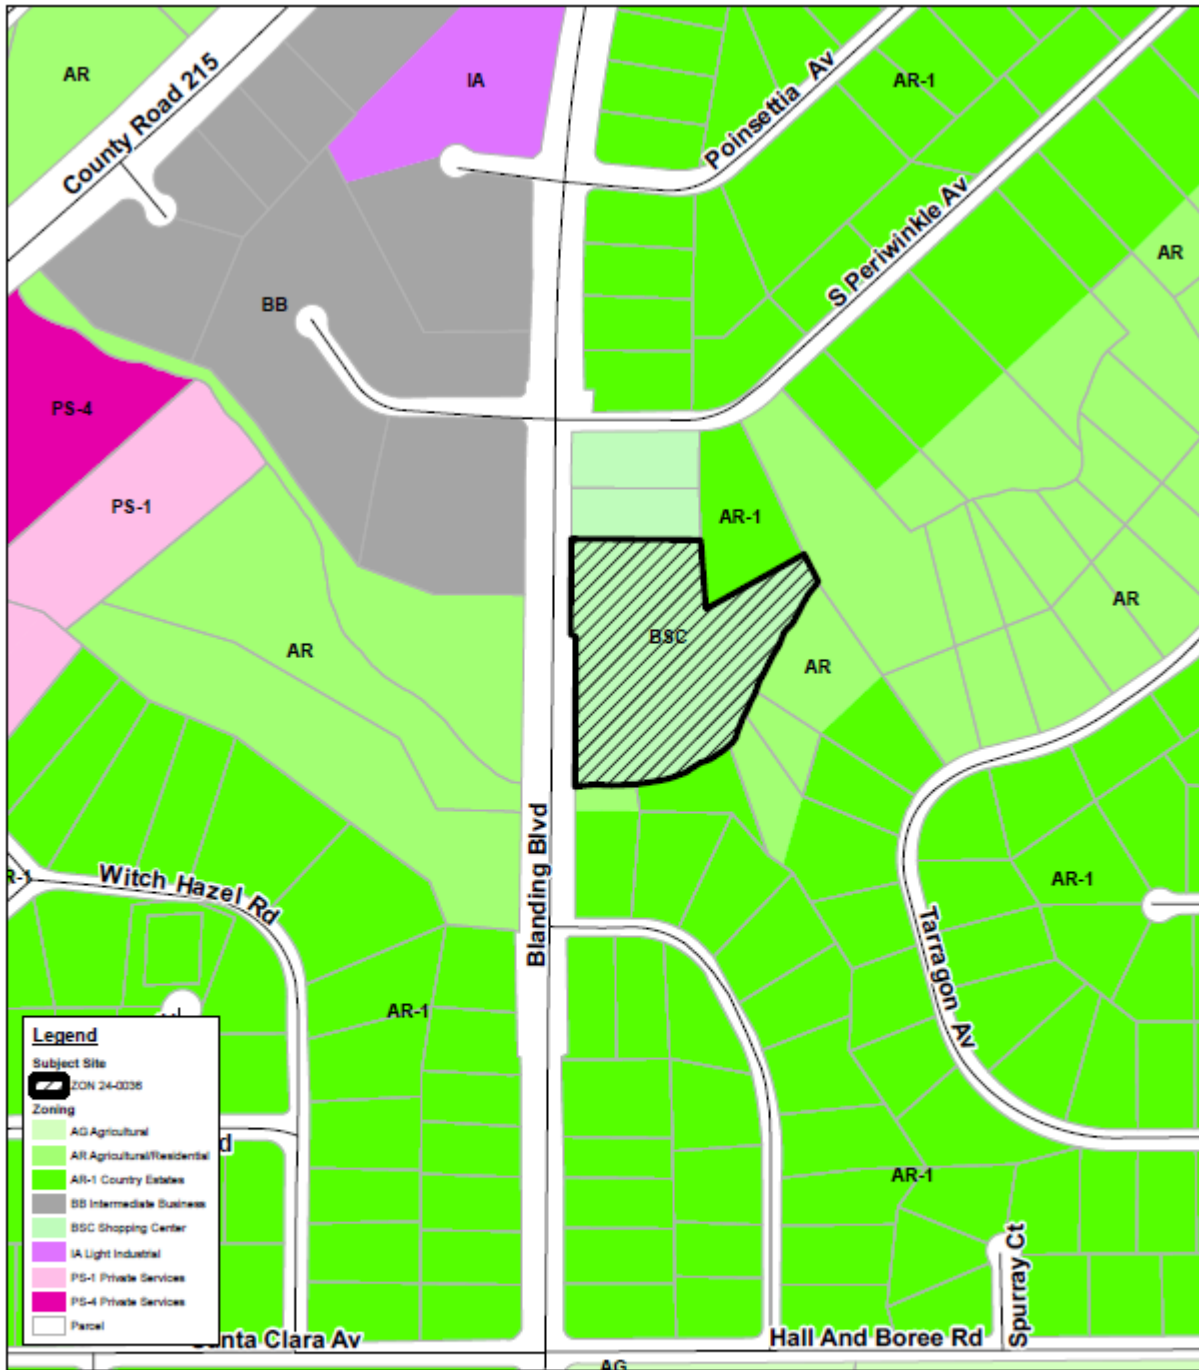 AR
County Road 215
IA
Poinsettia Av
AR-1
S Periwinkle Av
AR
BB
PS-4
PS-1
AR-1
AR
BSC
AR
AR
Blanding Blvd
Witch Hazel Rd
AR-1
Tarragon Av
AR-1
AR-1
Spurray Ct
Hall And Boree Rd
AG
Legend
Subject Site
ZON 24-0036
Zoning
AG Agricultural
AR Agricultural/Residential
AR-1 Country Estates
BB Intermediate Business
BSC Shopping Center
IA Light Industrial
PS-1 Private Services
PS-4 Private Services
Parcel
Clara Av